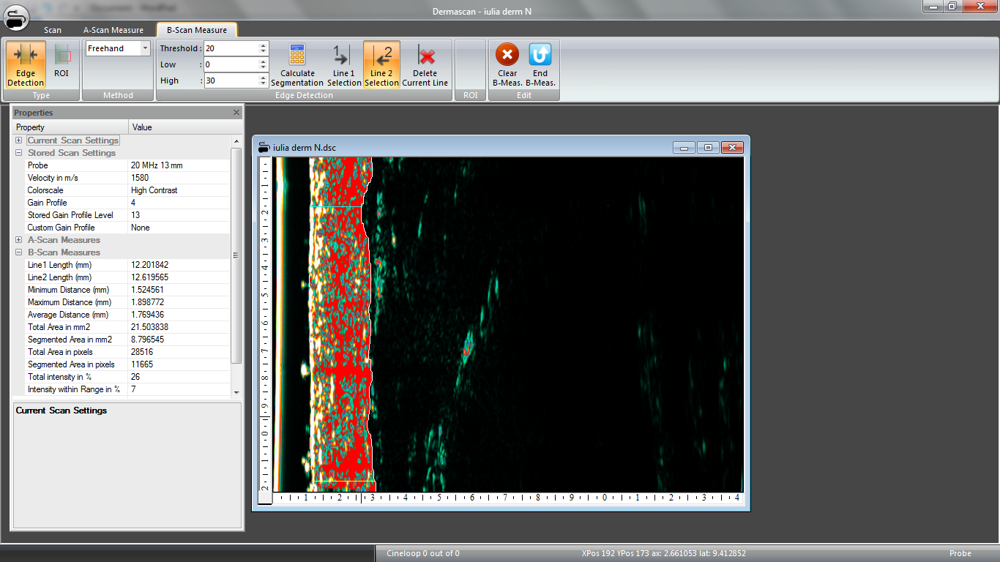 Document - WordPad
Dermascan - iulia derm N
Scan A-Scan Measure B-Scan Measure
Edge Detection
ROI
Type
Freehand
Method
Threshold : 20
Low : 0
High : 30
Calculate Segmentation
Line 1 Selection
Line 2 Selection
Delete Current Line
Edge Detection
ROI
Clear B-Meas.
End B-Meas.
Edit
Properties
Property Value
Current Scan Settings
Stored Scan Settings
Probe 20 MHz 13 mm
Velocity in m/s 1580
Colorscale High Contrast
Gain Profile 4
Stored Gain Profile Level 13
Custom Gain Profile None
A-Scan Measures
B-Scan Measures
Line1 Length (mm) 12.201842
Line2 Length (mm) 12.619565
Minimum Distance (mm) 1.524561
Maximum Distance (mm) 1.898772
Average Distance (mm) 1.769436
Total Area in mm2 21.503838
Segmented Area in mm2 8.796545
Total Area in pixels 28516
Segmented Area in pixels 11665
Total intensity in % 26
Intensity within Range in % 7
Current Scan Settings
iulia derm N.dsc
1
2
3
4
5
6
7
8
9
0
1
2
1 2 3 4 5 6 7 8 9 0 1 2 3 4
Cineloop 0 out of 0
XPos 192 YPos 173 ax: 2.661053 lat: 9.412852
Probe